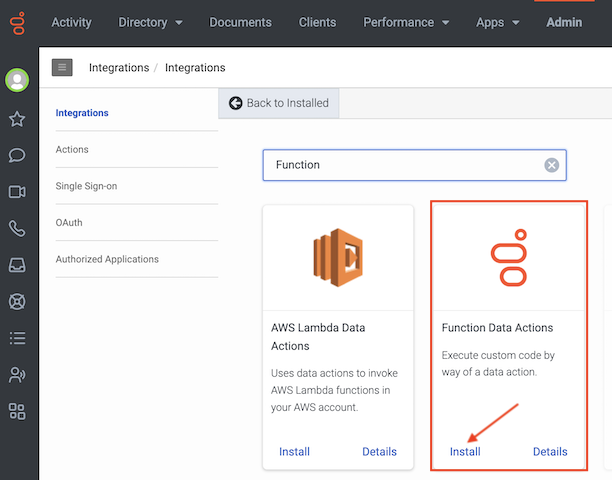 Activity Directory Documents Clients Performance Apps Admin
Integrations / Integrations
Integrations
Actions
Single Sign-on
OAuth
Authorized Applications
Back to Installed
Function
AWS Lambda Data
Actions
Uses data actions to invoke
AWS Lambda functions in
your AWS account.
Install Details
Function Data Actions
Execute custom code by
way of a data action.
Install Details